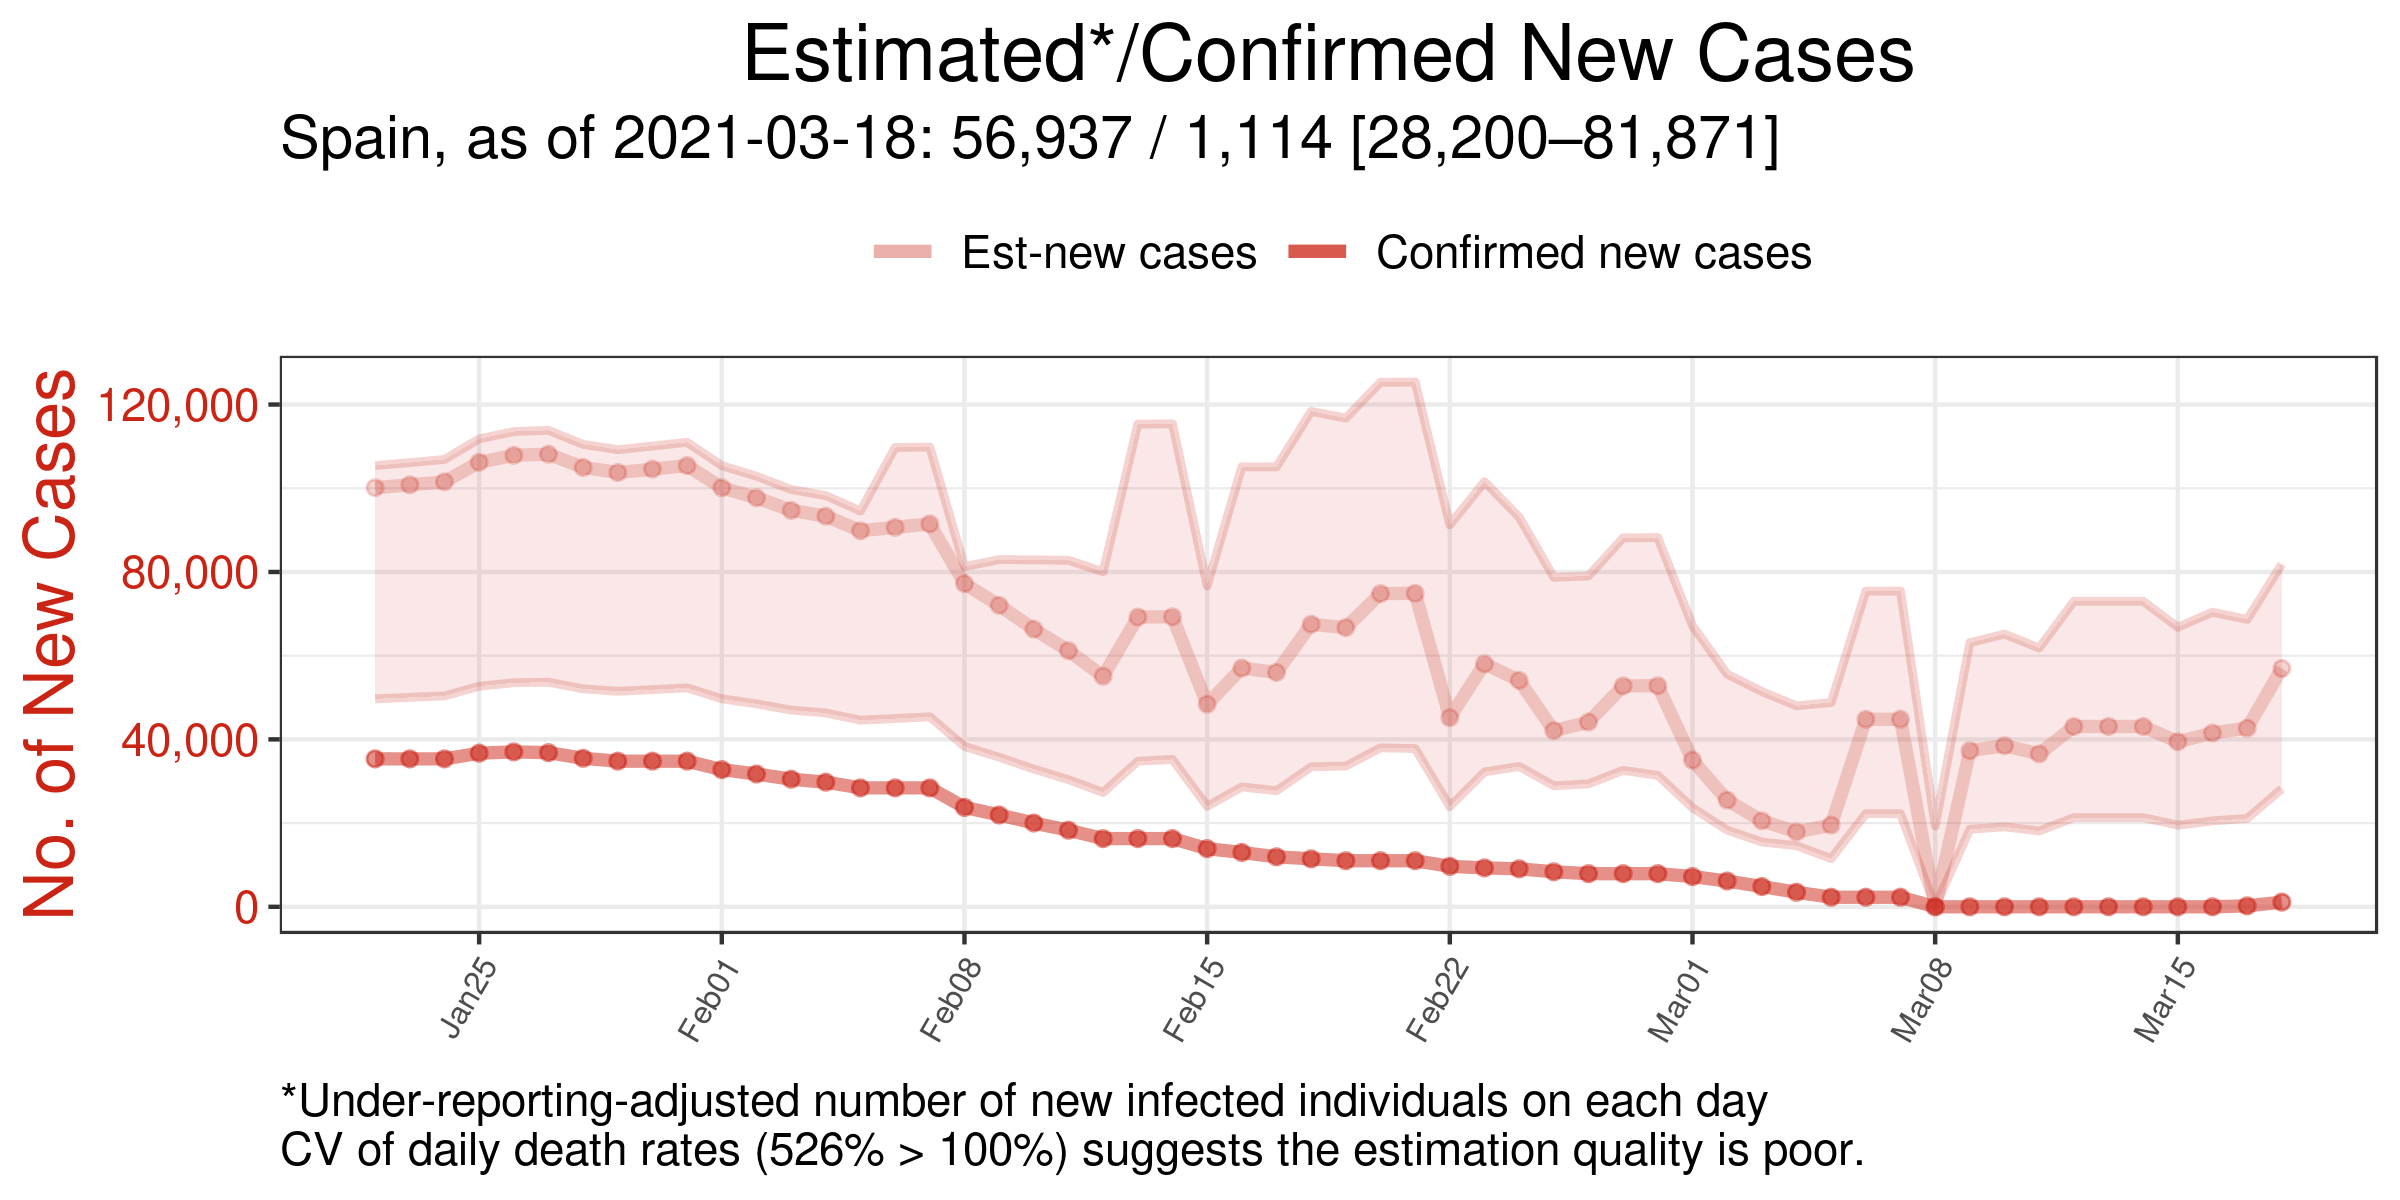 Estimated*/Confirmed New Cases
Spain, as of 2021-03-18: 56,937 / 1,114 [28,200–81,871]
Est-new cases
Confirmed new cases
No. of New Cases
120,000
80,000
40,000
0
Jan25
Feb01
Feb08
Feb15
Feb22
Mar01
Mar08
Mar15
*Under-reporting-adjusted number of new infected individuals on each day
CV of daily death rates (526% > 100%) suggests the estimation quality is poor.